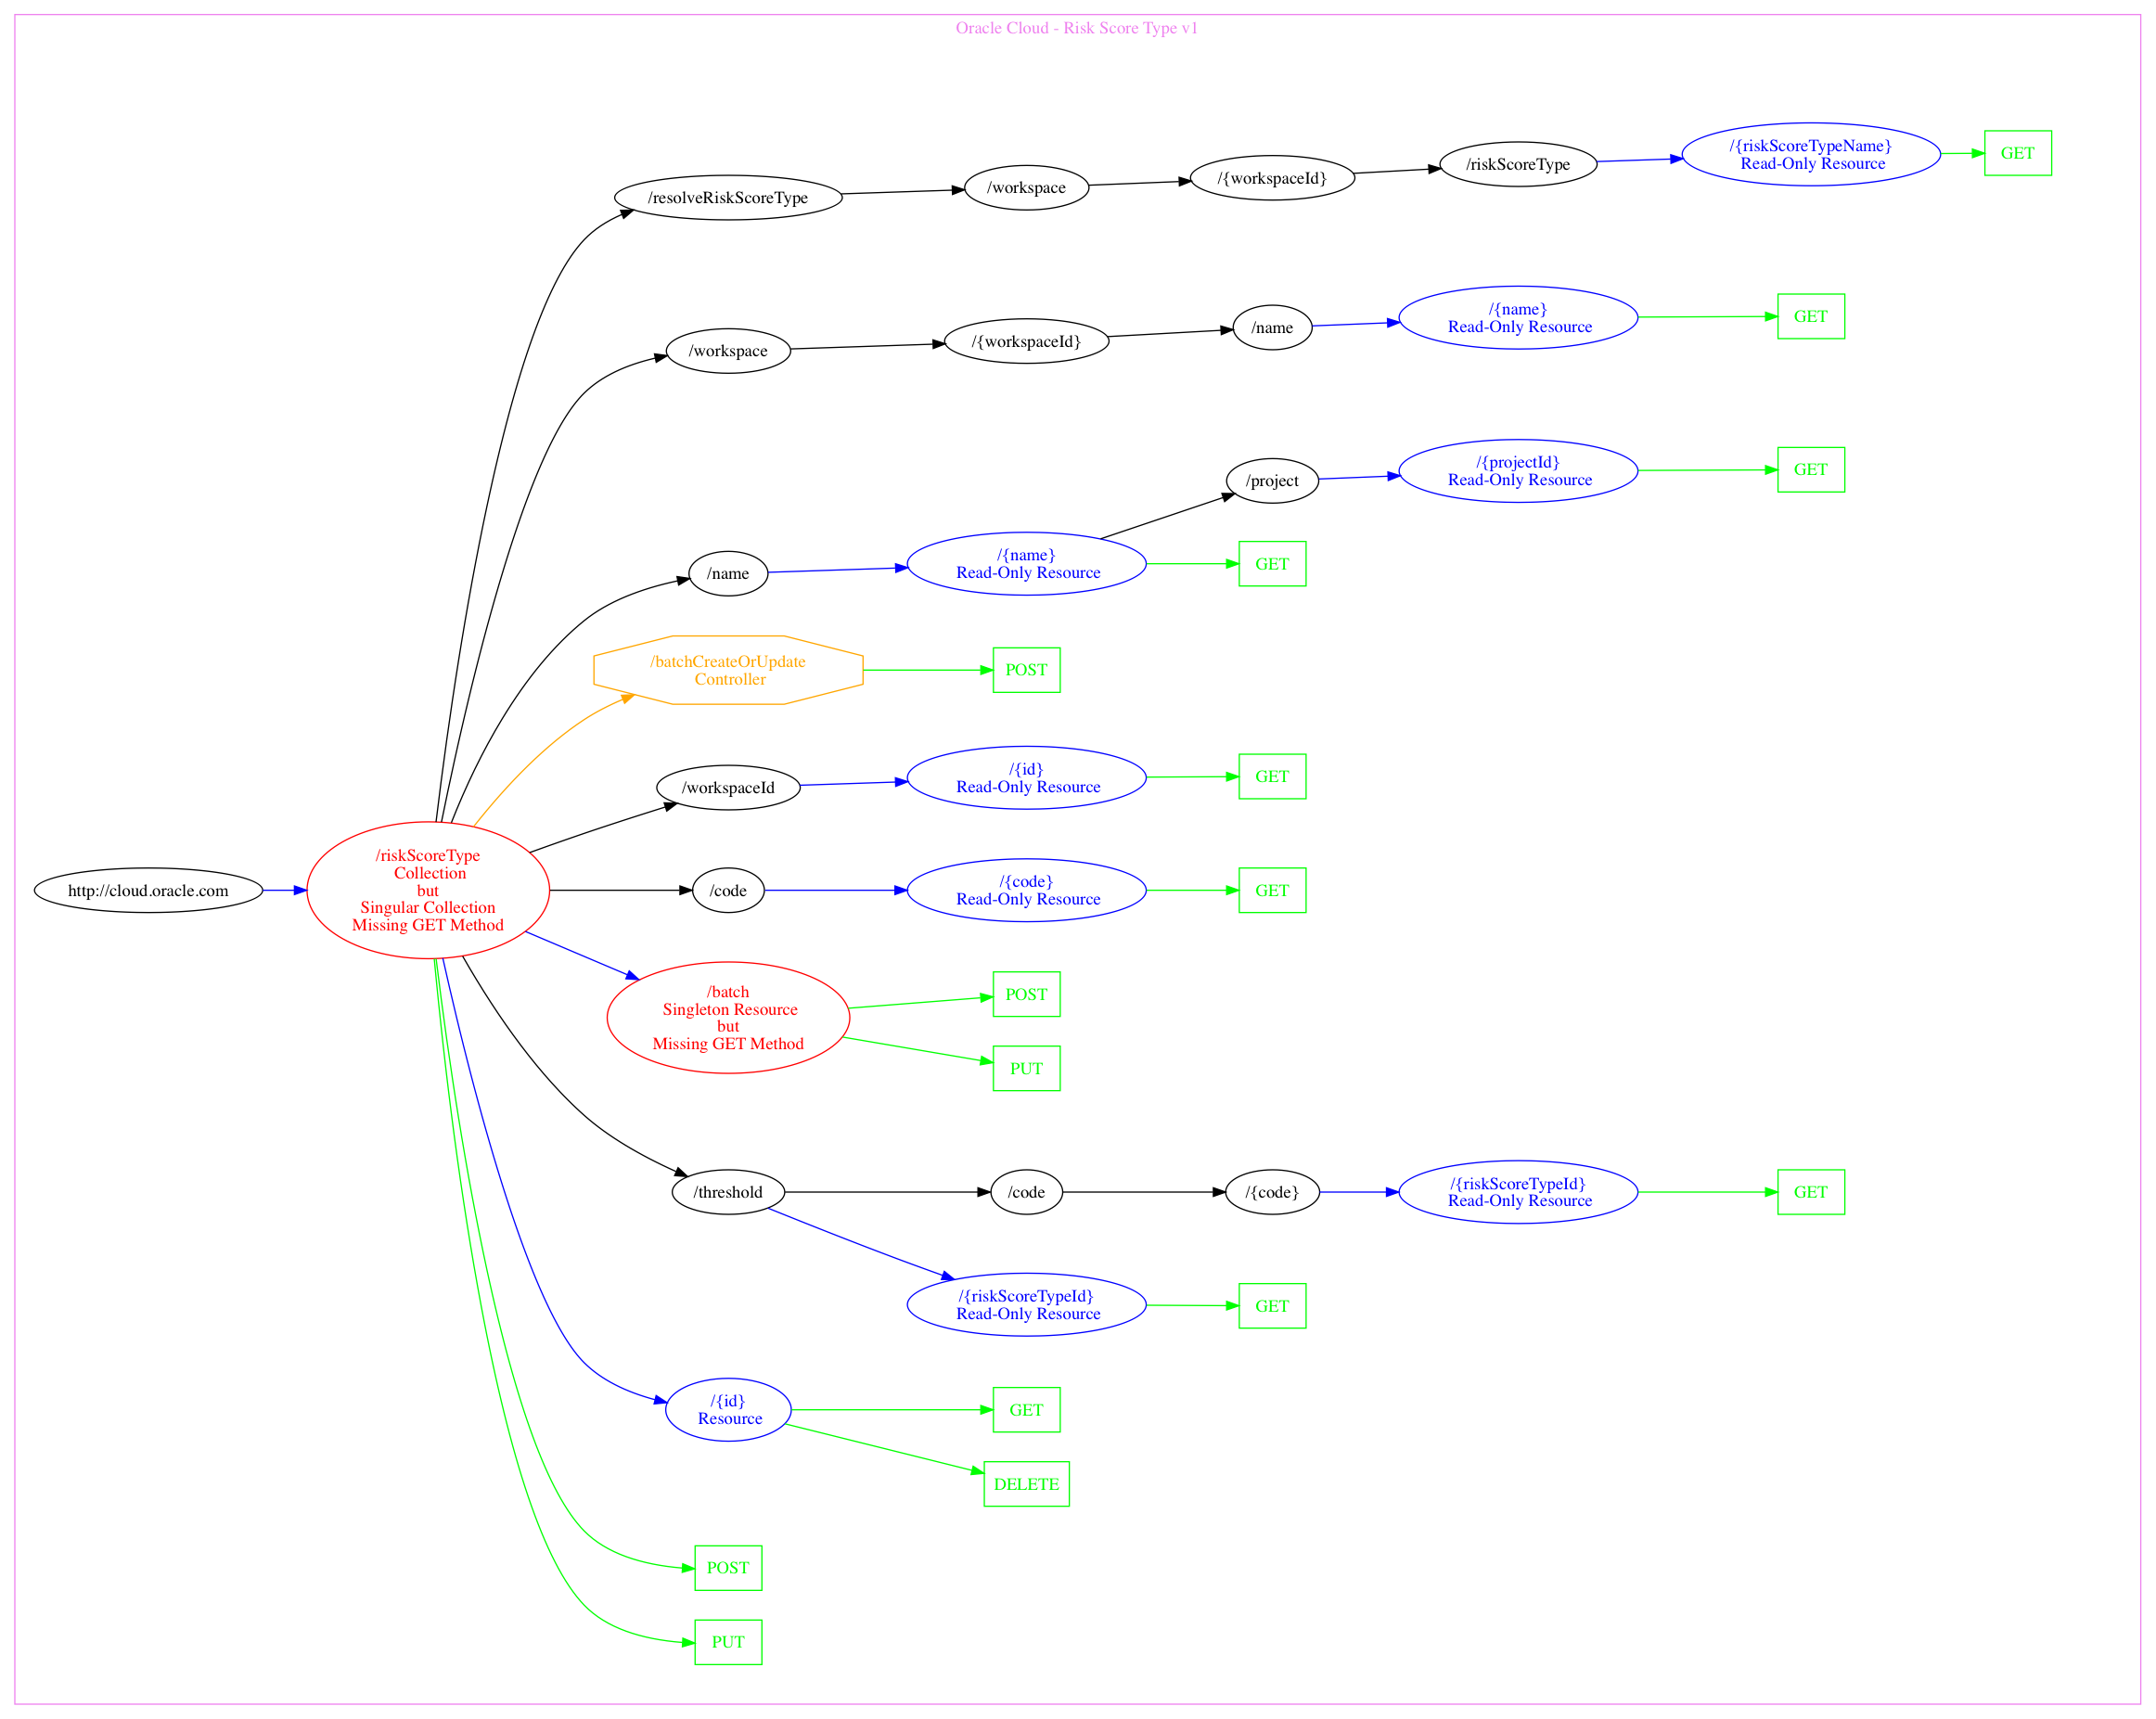 Oracle Cloud - Risk Score Type v1
/resolveRiskScoreType
/workspace
/{workspaceId}
/riskScoreType
/{riskScoreTypeName}
Read-Only Resource
GET
/workspace
/{workspaceId}
/name
/{name}
Read-Only Resource
GET
/project
/{projectId}
Read-Only Resource
GET
/name
/{name}
Read-Only Resource
GET
/batchCreateOrUpdate
Controller
POST
/workspaceId
/{id}
Read-Only Resource
GET
http://cloud.oracle.com
/riskScoreType
Collection
but
Singular Collection
Missing GET Method
/code
/{code}
Read-Only Resource
GET
/batch
Singleton Resource
but
Missing GET Method
POST
PUT
/threshold
/code
/{code}
/{riskScoreTypeId}
Read-Only Resource
GET
/{riskScoreTypeId}
Read-Only Resource
GET
/{id}
Resource
GET
DELETE
POST
PUT